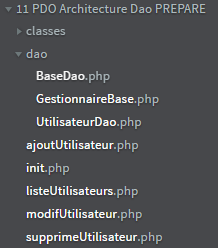 11 PDO Architecture Dao PREPARE
classes
dao
BaseDao.php
GestionnaireBase.php
UtilisateurDao.php
ajoutUtilisateur.php
init.php
listeUtilisateurs.php
modifUtilisateur.php
supprimeUtilisateur.php